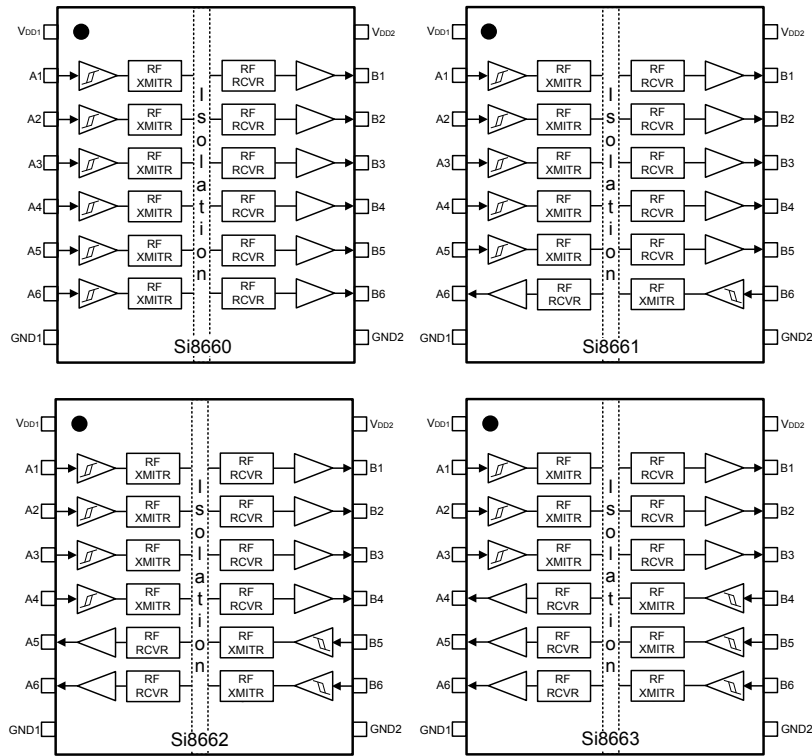 VDD1 VDD2
A1 RF XMITR RF RCVR B1
A2 RF XMITR RF RCVR B2
A3 RF XMITR RF RCVR B3
A4 RF XMITR RF RCVR B4
A5 RF XMITR RF RCVR B5
A6 RF XMITR RF RCVR B6
Isolation
GND1 GND2
Si8660
VDD1 VDD2
A1 RF XMITR RF RCVR B1
A2 RF XMITR RF RCVR B2
A3 RF XMITR RF RCVR B3
A4 RF XMITR RF RCVR B4
A5 RF XMITR RF RCVR B5
A6 RF RCVR RF XMITR B6
Isolation
GND1 GND2
Si8661
VDD1 VDD2
A1 RF XMITR RF RCVR B1
A2 RF XMITR RF RCVR B2
A3 RF XMITR RF RCVR B3
A4 RF XMITR RF RCVR B4
A5 RF RCVR RF XMITR B5
A6 RF RCVR RF XMITR B6
Isolation
GND1 GND2
Si8662
VDD1 VDD2
A1 RF XMITR RF RCVR B1
A2 RF XMITR RF RCVR B2
A3 RF XMITR RF RCVR B3
A4 RF RCVR RF XMITR B4
A5 RF RCVR RF XMITR B5
A6 RF RCVR RF XMITR B6
Isolation
GND1 GND2
Si8663